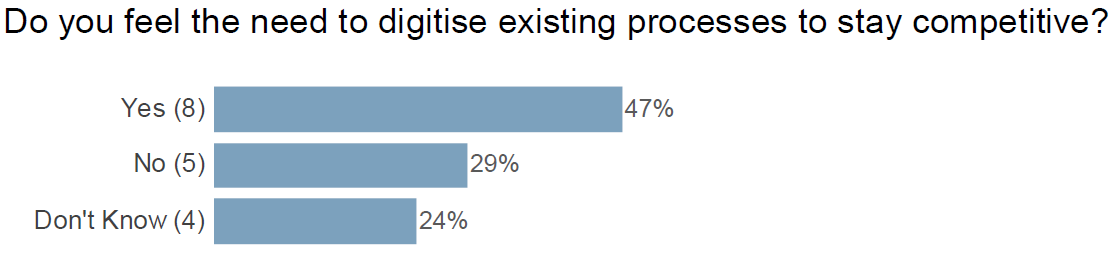 Do you feel the need to digitise existing processes to stay competitive?
Yes (8) 47%
No (5) 29%
Don't Know (4) 24%